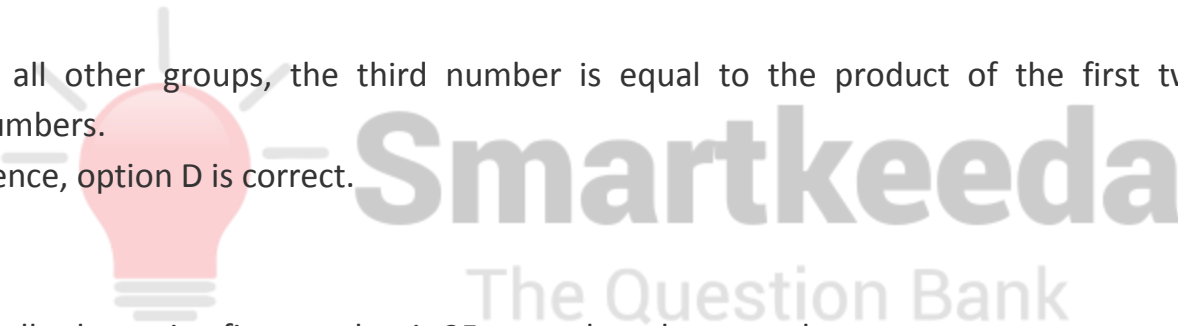 all other groups, the third number is equal to the product of the first tw
umbers.
ence, option D is correct.
Smartkeeda
The Question Bank